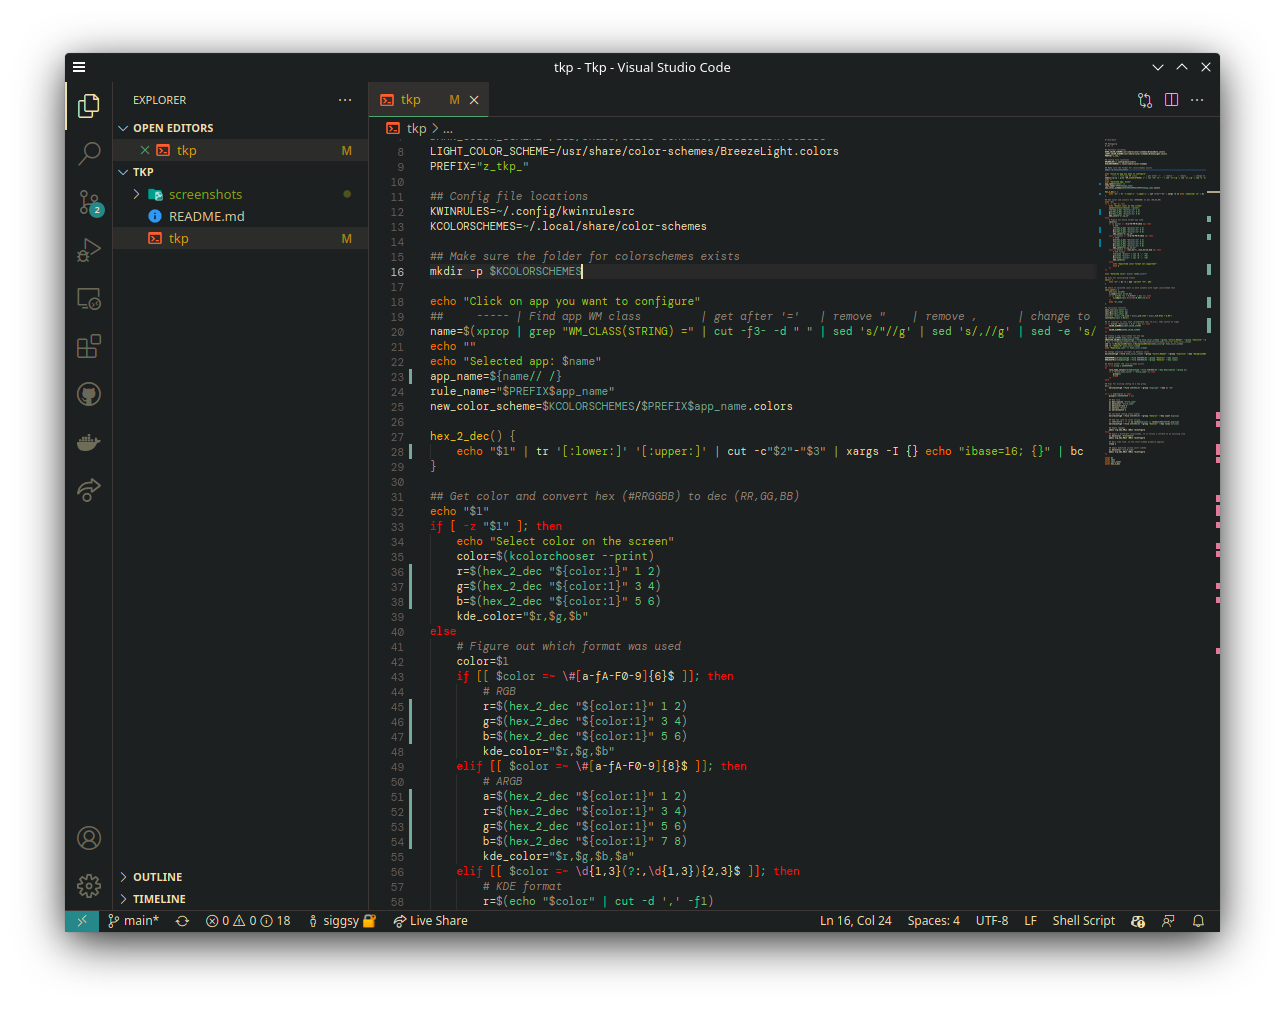 tkp - Tkp - Visual Studio Code
EXPLORER
OPEN EDITORS
tkp M
TKP
screenshots
README.md
tkp M
OUTLINE
TIMELINE
2
tkp M
tkp > ...
8 LIGHT_COLOR_SCHEME=/usr/share/color-schemes/BreezeLight.colors
9 PREFIX="z_tkp_"
10
11 ## Config file locations
12 KWINRULES=~/.config/kwinrulesrc
13 KCOLORSCHEMES=~/.local/share/color-schemes
14
15 ## Make sure the folder for colorschemes exists
16 mkdir -p $KCOLORSCHEMES
17
18 echo "Click on app you want to configure"
19 ##     ----- | Find app WM class         | get after '='   | remove "    | remove ,      | change to
20 name=$(xprop | grep "WM_CLASS(STRING) =" | cut -f3- -d " " | sed 's/"//g' | sed 's/,//g' | sed -e 's/
21 echo ""
22 echo "Selected app: $name"
23 app_name=${name// /}
24 rule_name="$PREFIX$app_name"
25 new_color_scheme=$KCOLORSCHEMES/$PREFIX$app_name.colors
26
27 hex_2_dec() {
28     echo "$1" | tr '[:lower:]' '[:upper:]' | cut -c"$2"-"$3" | xargs -I {} echo "ibase=16; {}" | bc
29 }
30
31 ## Get color and convert hex (#RRGGBB) to dec (RR,GG,BB)
32 echo "$1"
33 if [ -z "$1" ]; then
34     echo "Select color on the screen"
35     color=$(kcolorchooser --print)
36     r=$(hex_2_dec "${color:1}" 1 2)
37     g=$(hex_2_dec "${color:1}" 3 4)
38     b=$(hex_2_dec "${color:1}" 5 6)
39     kde_color="$r,$g,$b"
40 else
41     # Figure out which format was used
42     color=$1
43     if [[ $color =~ \#[a-fA-F0-9]{6}$ ]]; then
44         # RGB
45         r=$(hex_2_dec "${color:1}" 1 2)
46         g=$(hex_2_dec "${color:1}" 3 4)
47         b=$(hex_2_dec "${color:1}" 5 6)
48         kde_color="$r,$g,$b"
49     elif [[ $color =~ \#[a-fA-F0-9]{8}$ ]]; then
50         # ARGB
51         a=$(hex_2_dec "${color:1}" 1 2)
52         r=$(hex_2_dec "${color:1}" 3 4)
53         g=$(hex_2_dec "${color:1}" 5 6)
54         b=$(hex_2_dec "${color:1}" 7 8)
55         kde_color="$r,$g,$b,$a"
56     elif [[ $color =~ \d{1,3}(?:,\d{1,3}){2,3}$ ]]; then
57         # KDE format
58         r=$(echo "$color" | cut -d ',' -f1)
main* 0 0 18 siggsy Live Share Ln 16, Col 24 Spaces: 4 UTF-8 LF Shell Script